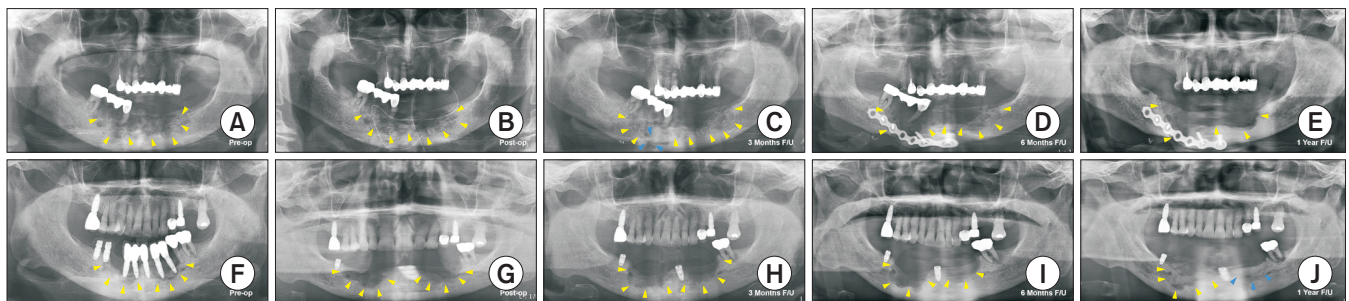 A
Pre-op
B
Post-op
C
3 Months F/U
D
6 Months F/U
E
1 Year F/U
F
Pre-op
G
Post-op
H
3 Months F/U
I
6 Months F/U
J
1 Year F/U